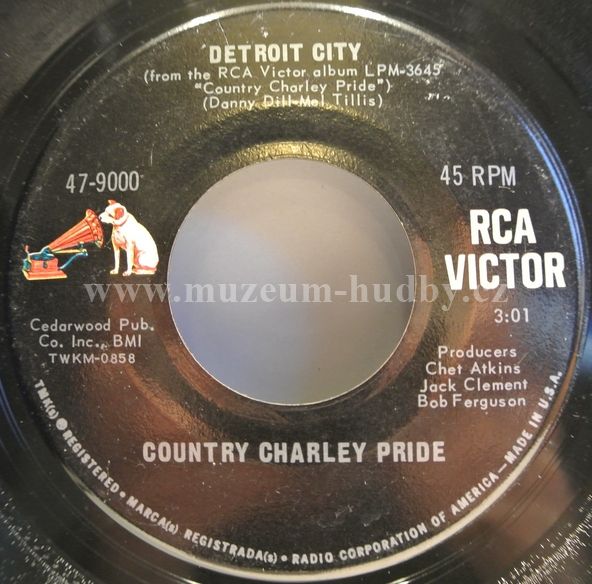 DETROIT CITY
(from the RCA Victor album LPM-3645
"Country Charley Pride")
(Danny Dill-Mel Tillis)
47-9000
45 RPM
RCA
VICTOR
www.muzeum-hudby.cz
3:01
Cedarwood Pub.
Co. Inc., BMI
TWKM-0858
Producers
Chet Atkins
Jack Clement
Bob Ferguson
COUNTRY CHARLEY PRIDE
TMK(s) ® REGISTERED • MARCA(s) REGISTRADA(s) • RADIO CORPORATION OF AMERICA—MADE IN U.S.A.